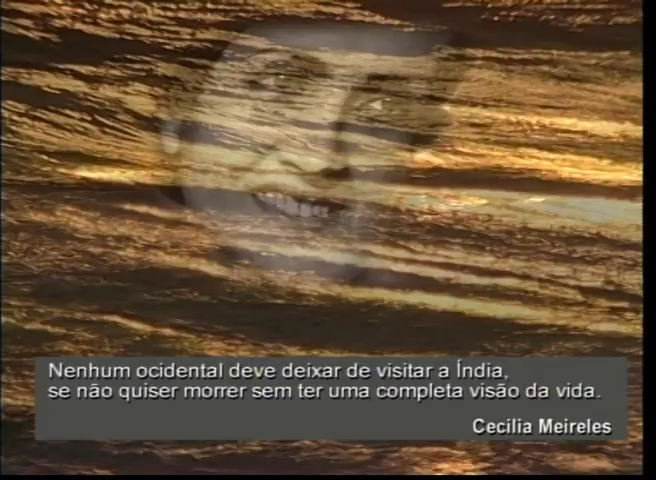 Nenhum ocidental deve deixar de visitar a Índia,
se não quiser morrer sem ter uma completa visão da vida.
Cecilia Meireles